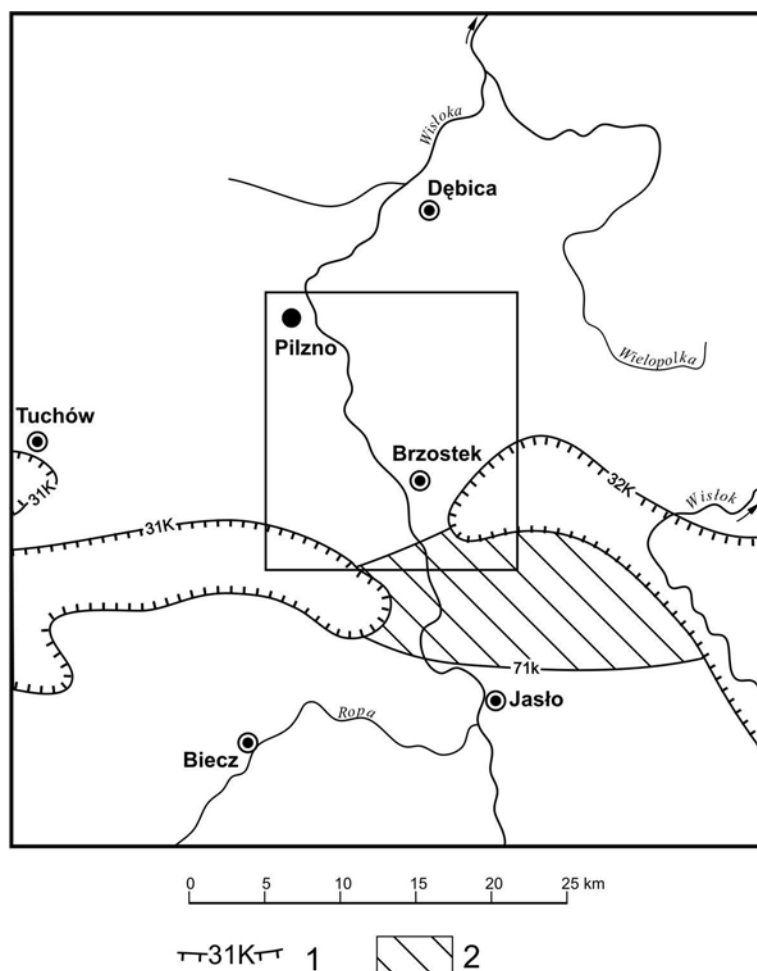 Wisłoka
Dębica
Pilzno
Wielopolka
Tuchów
31K
Brzostek
32K
Wisłok
31K
71k
Jasło
Ropa
Biecz
0 5 10 15 20 25 km
31K 1 2